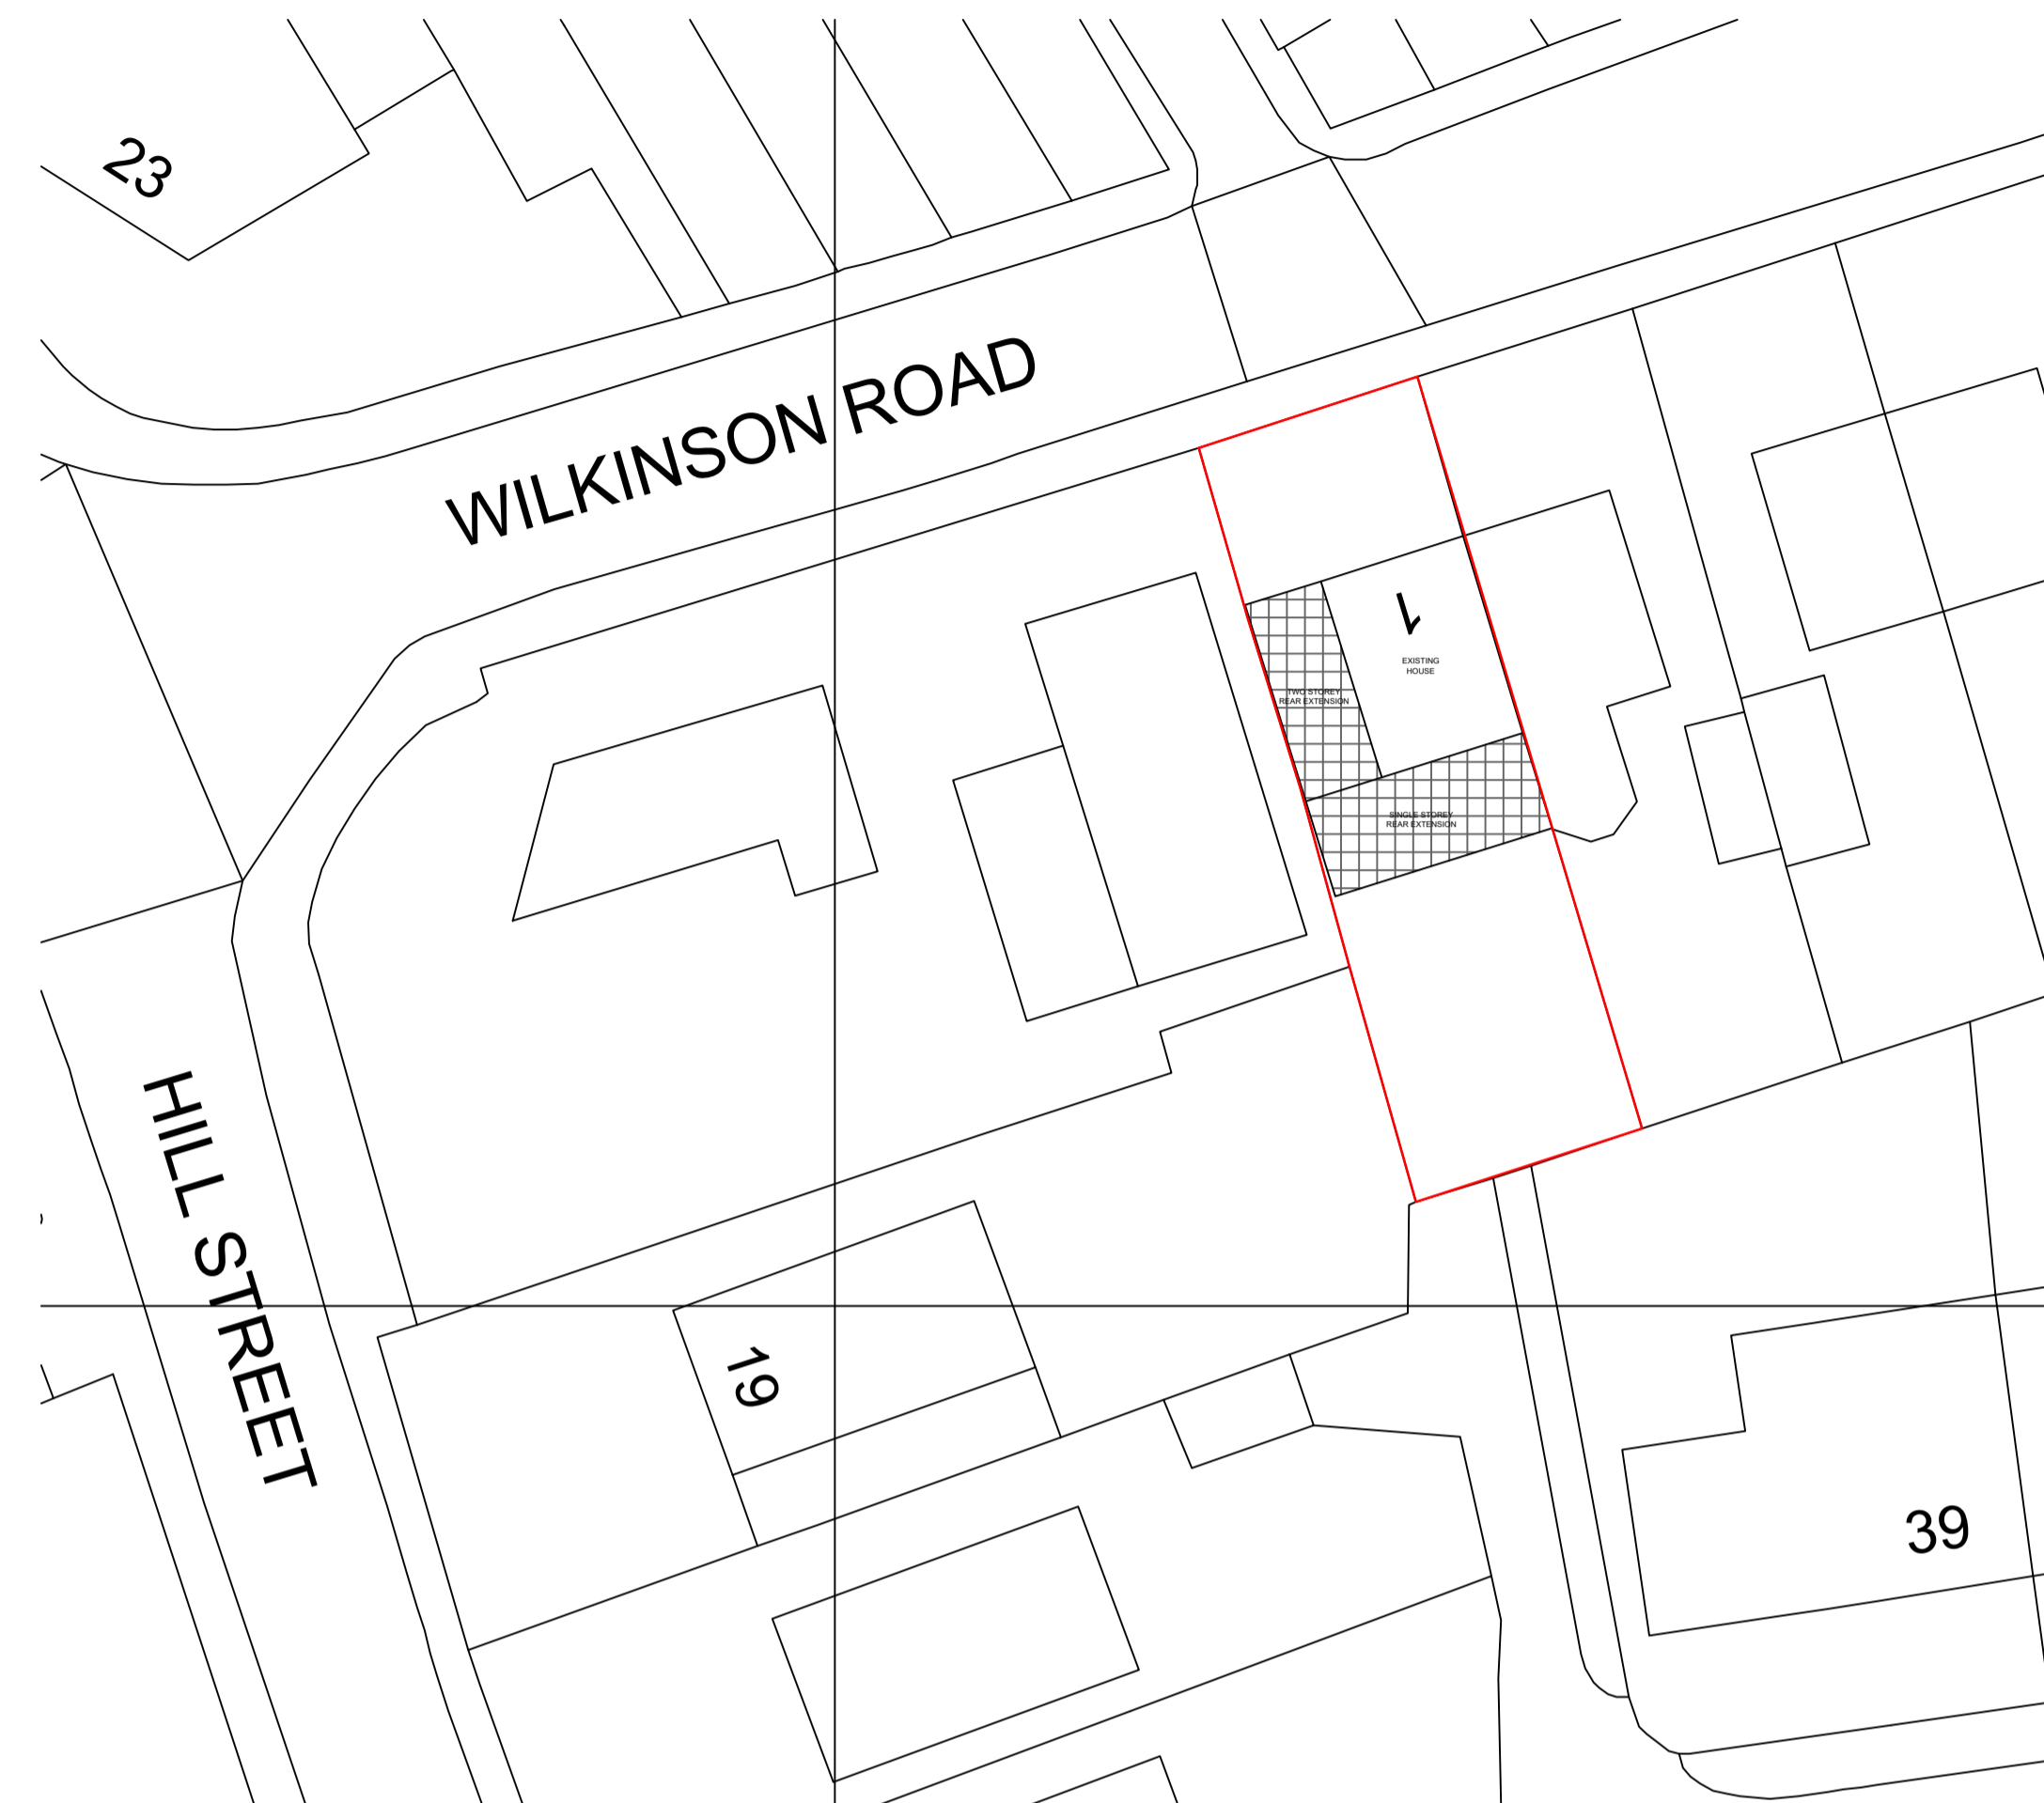 23
WILKINSON ROAD
1
EXISTING
HOUSE
TWO STOREY
REAR EXTENSION
SINGLE STOREY
REAR EXTENSION
HILL STREET
19
39